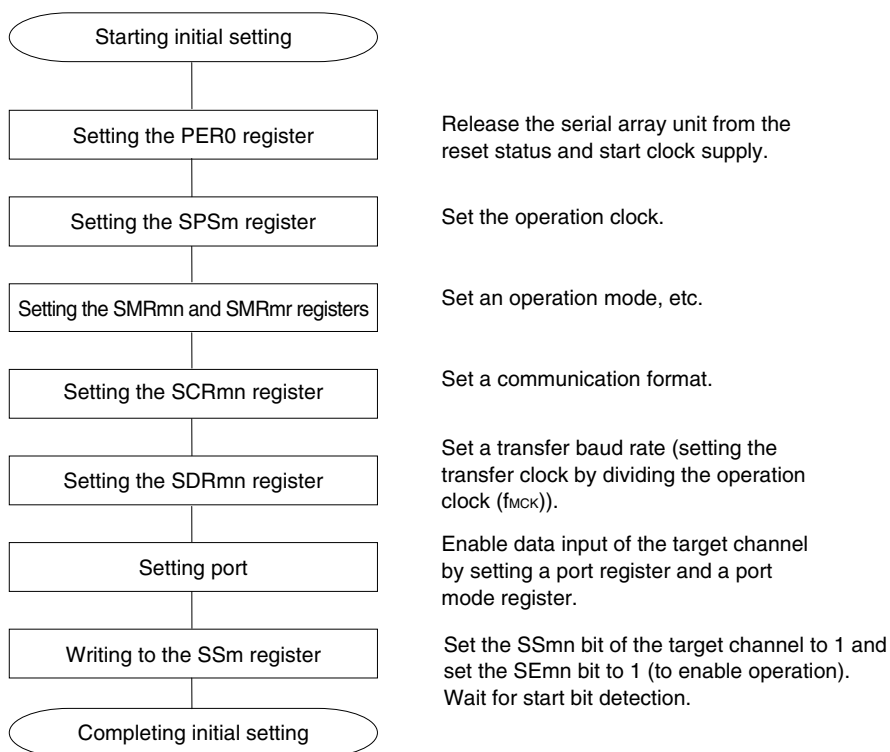 Starting initial setting
Setting the PER0 register
Release the serial array unit from the
reset status and start clock supply.
Setting the SPSm register
Set the operation clock.
Setting the SMRmn and SMRmr registers
Set an operation mode, etc.
Setting the SCRmn register
Set a communication format.
Setting the SDRmn register
Set a transfer baud rate (setting the
transfer clock by dividing the operation
clock (fMCK)).
Setting port
Enable data input of the target channel
by setting a port register and a port
mode register.
Writing to the SSm register
Set the SSmn bit of the target channel to 1 and
set the SEmn bit to 1 (to enable operation).
Wait for start bit detection.
Completing initial setting